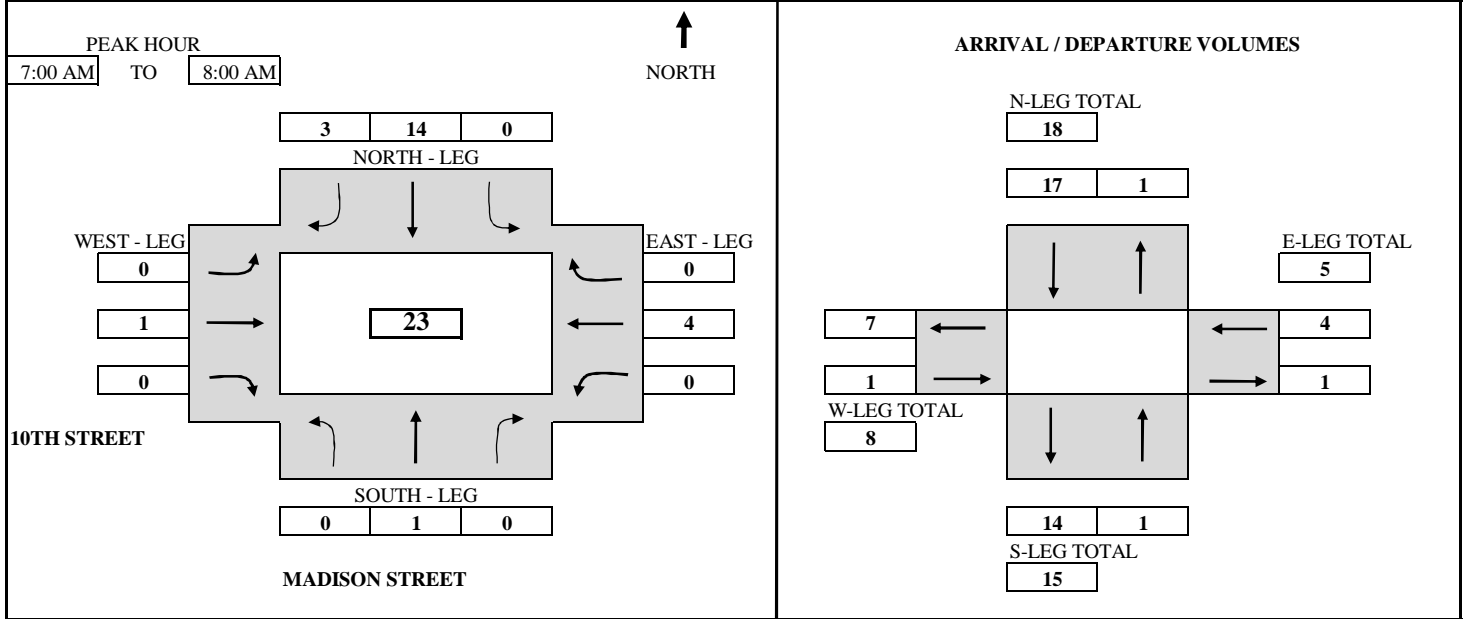 PEAK HOUR
7:00 AM TO 8:00 AM
NORTH
3 14 0
NORTH - LEG
WEST - LEG
EAST - LEG
0 0
1 23 4
0 0
10TH STREET
SOUTH - LEG
0 1 0
MADISON STREET
ARRIVAL / DEPARTURE VOLUMES
N-LEG TOTAL
18
17 1
E-LEG TOTAL
5
7 4
1 1
W-LEG TOTAL
8
14 1
S-LEG TOTAL
15